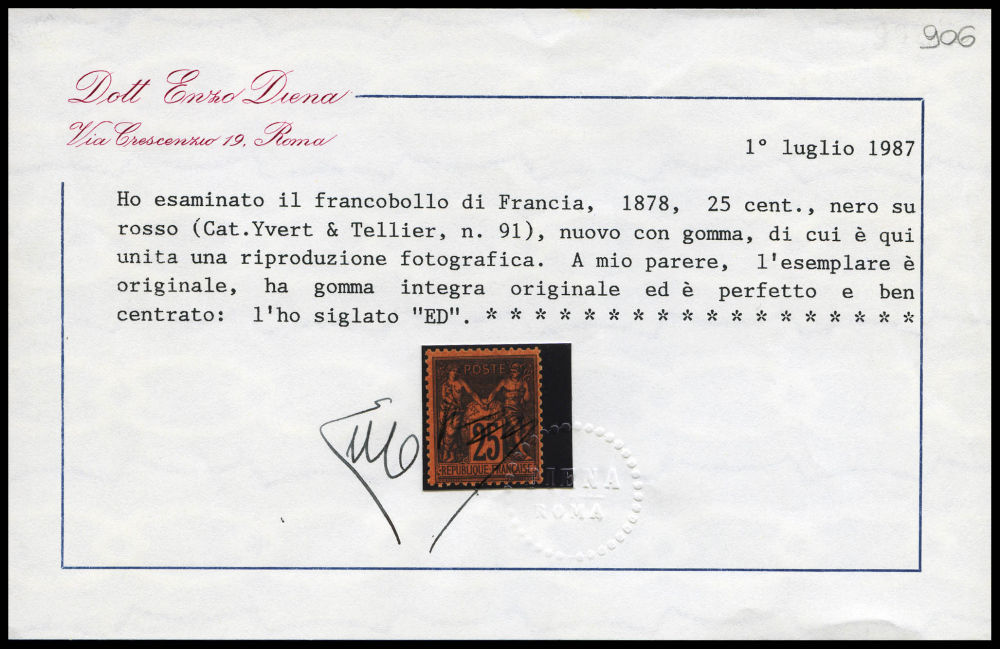 906
Dott Enzo Diena
Via Crescenzio 19, Roma
1° luglio 1987
Ho esaminato il francobollo di Francia, 1878, 25 cent., nero su
rosso (Cat.Yvert & Tellier, n. 91), nuovo con gomma, di cui è qui
unita una riproduzione fotografica. A mio parere, l'esemplare è
originale, ha gomma integra originale ed è perfetto e ben
centrato: l'ho siglato "ED". * * * * * * * * * * * * * * * * * *
POSTE
25
REPUBLIQUE FRANÇAISE
DIENA
ROMA